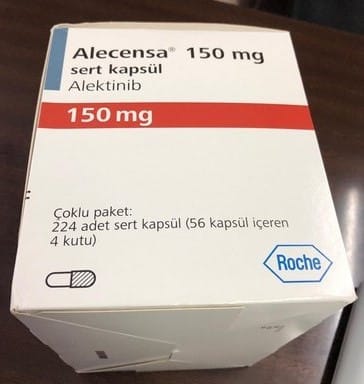 Alecensa® 150 mg
sert kapsül
Alektinib
150 mg
Çoklu paket:
224 adet sert kapsül (56 kapsül içeren
4 kutu)
Roche